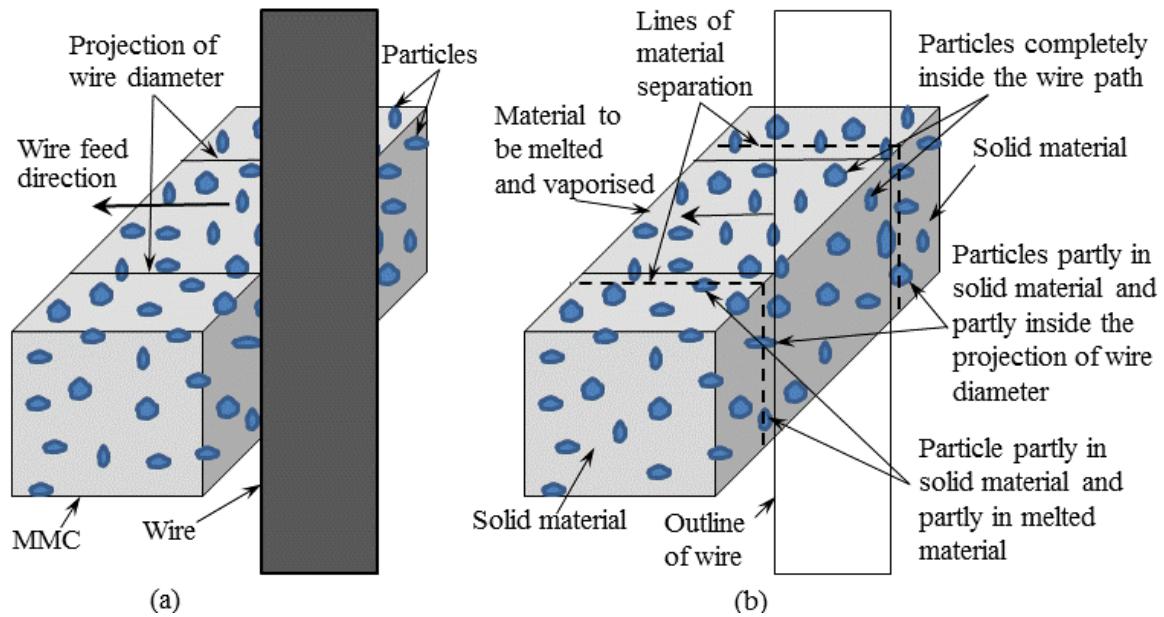 Projection of
wire diameter
Particles
Wire feed
direction
MMC
Wire
(a)
Lines of
material
separation
Particles completely
inside the wire path
Material to
be melted
and vaporised
Solid material
Particles partly in
solid material and
partly inside the
projection of wire
diameter
Particle partly in
solid material and
partly in melted
material
Solid material
Outline
of wire
(b)